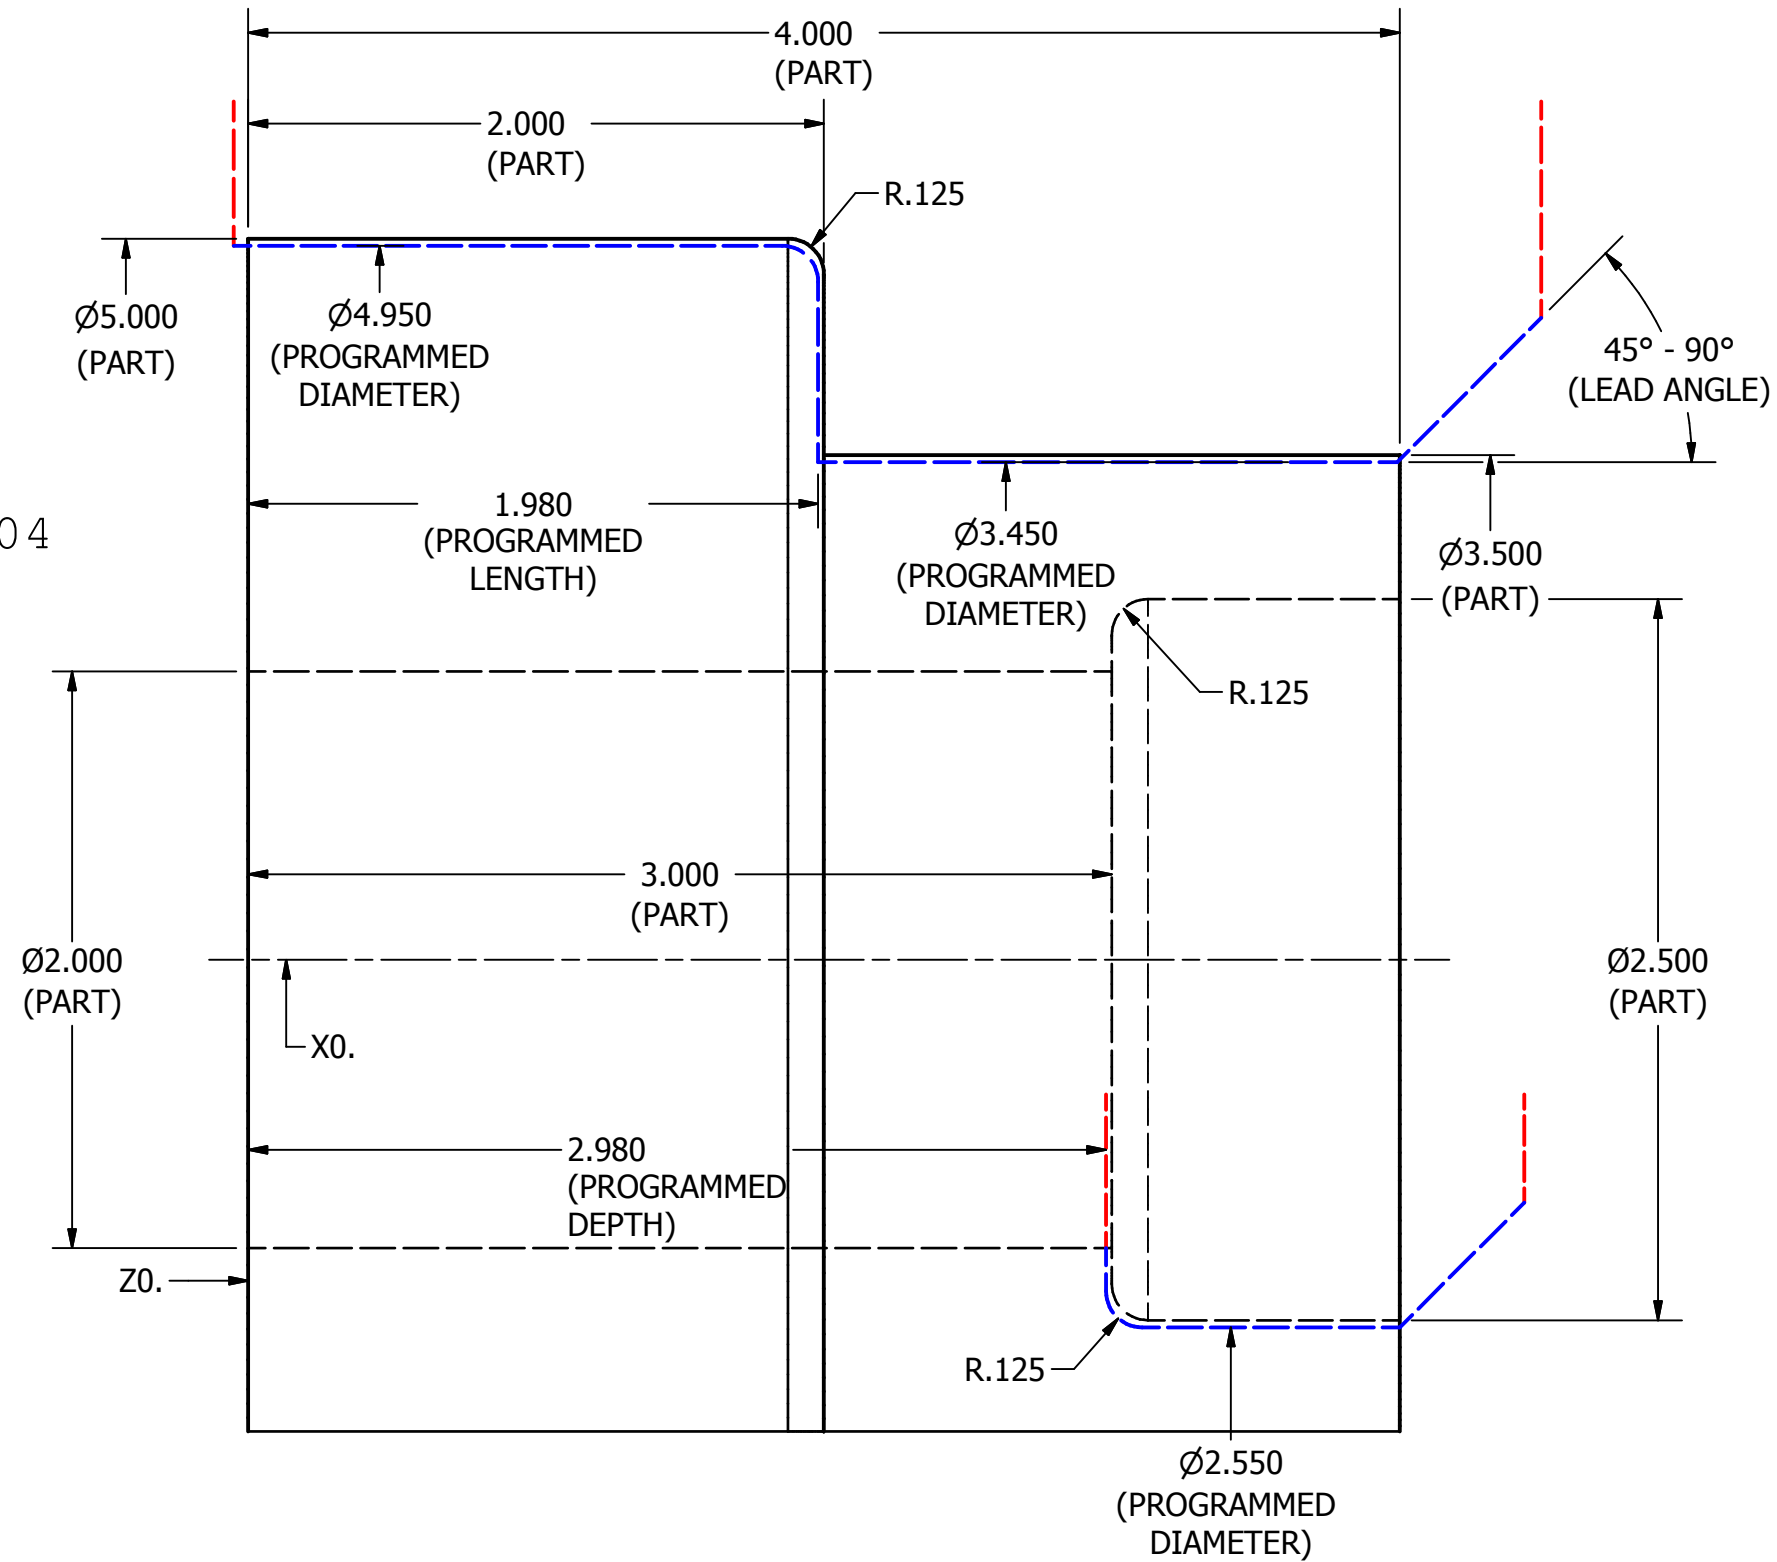 4.000
(PART)
2.000
(PART)
R.125
Ø5.000
(PART)
Ø4.950
(PROGRAMMED
DIAMETER)
45° - 90°
(LEAD ANGLE)
04
1.980
(PROGRAMMED
LENGTH)
Ø3.450
(PROGRAMMED
DIAMETER)
Ø3.500
(PART)
R.125
3.000
(PART)
Ø2.000
(PART)
Ø2.500
(PART)
X0.
2.980
(PROGRAMMED
DEPTH)
Z0.
R.125
Ø2.550
(PROGRAMMED
DIAMETER)